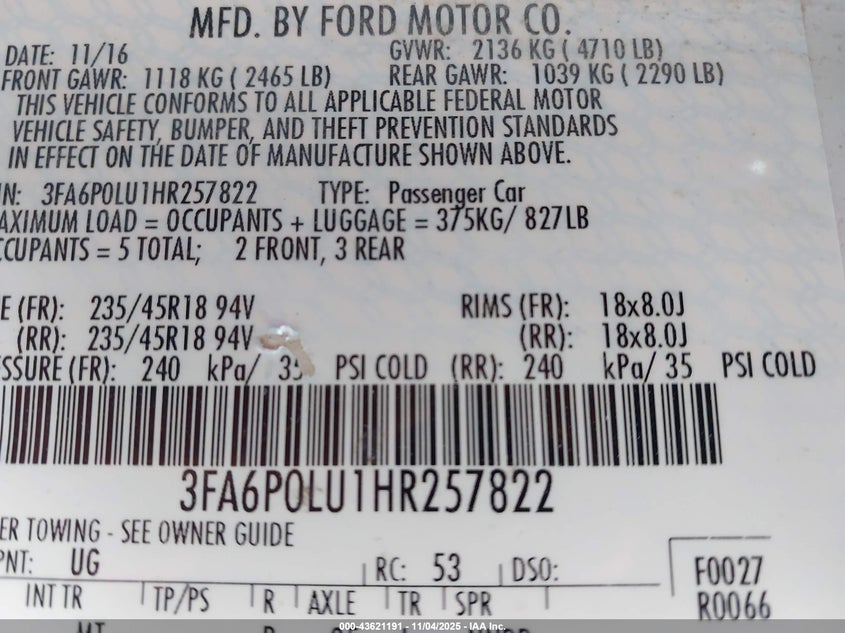 MFD. BY FORD MOTOR CO.
DATE: 11/16 GVWR: 2136 KG ( 4710 LB)
FRONT GAWR: 1118 KG ( 2465 LB) REAR GAWR: 1039 KG ( 2290 LB)
THIS VEHICLE CONFORMS TO ALL APPLICABLE FEDERAL MOTOR
VEHICLE SAFETY, BUMPER, AND THEFT PREVENTION STANDARDS
IN EFFECT ON THE DATE OF MANUFACTURE SHOWN ABOVE.
IN: 3FA6P0LU1HR257822 TYPE: Passenger Car
AXIMUM LOAD = OCCUPANTS + LUGGAGE = 375KG/ 827LB
CCUPANTS = 5 TOTAL; 2 FRONT, 3 REAR
E (FR): 235/45R18 94V RIMS (FR): 18x8.0J
(RR): 235/45R18 94V (RR): 18x8.0J
SSURE (FR): 240 kPa/ 35 PSI COLD (RR): 240 kPa/ 35 PSI COLD
3FA6P0LU1HR257822
ER TOWING - SEE OWNER GUIDE
PNT: UG RC: 53 DSO: F0027
INT TR TP/PS R AXLE TR SPR R0066
000-43621191 - 11/04/2025 - IAA Inc.